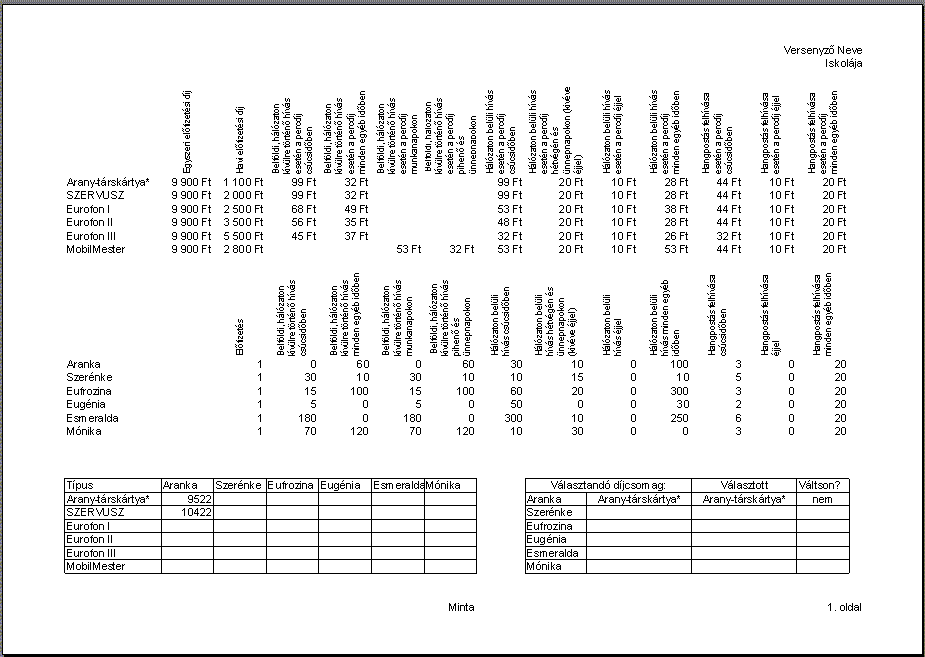 Versenyző Neve
Iskolája
Egyszeri előfizetési díj
Havi előfizetési díj
Belföldi, hálózaton
kívülre történő hívás
esetén a percdíj
csúcsidőben
Belföldi, hálózaton
kívülre történő hívás
esetén a percdíj
minden egyéb időben
Belföldi, hálózaton
kívülre történő hívás
esetén a percdíj
munkanapokon
Belföldi, hálózaton
kívülre történő hívás
esetén a percdíj
pihenő és
ünnepnapokon
Hálózaton belüli hívás
esetén a percdíj
csúcsidőben
Hálózaton belüli hívás
esetén a percdíj
hétvégén és
ünnepnapokon (kivéve
éjjel)
Hálózaton belüli hívás
esetén a percdíj éjjel
Hálózaton belüli hívás
esetén a percdíj
minden egyéb időben
Hangpostás felhívása
esetén a percdíj
csúcsidőben
Hangpostás felhívása
esetén a percdíj éjjel
Hangpostás felhívása
esetén a percdíj
minden egyéb időben
Arany-társkártya* 9 900 Ft 1 100 Ft 99 Ft 32 Ft 99 Ft 20 Ft 10 Ft 28 Ft 44 Ft 10 Ft 20 Ft
SZERVUSZ 9 900 Ft 2 000 Ft 99 Ft 32 Ft 99 Ft 20 Ft 10 Ft 28 Ft 44 Ft 10 Ft 20 Ft
Eurofon I 9 900 Ft 2 500 Ft 68 Ft 49 Ft 53 Ft 20 Ft 10 Ft 38 Ft 44 Ft 10 Ft 20 Ft
Eurofon II 9 900 Ft 3 500 Ft 56 Ft 35 Ft 48 Ft 20 Ft 10 Ft 28 Ft 44 Ft 10 Ft 20 Ft
Eurofon III 9 900 Ft 5 500 Ft 45 Ft 37 Ft 32 Ft 20 Ft 10 Ft 26 Ft 32 Ft 10 Ft 20 Ft
MobilMester 9 900 Ft 2 800 Ft 53 Ft 32 Ft 53 Ft 20 Ft 10 Ft 53 Ft 44 Ft 10 Ft 20 Ft
Előfizetés
Belföldi, hálózaton
kívülre történő hívás
csúcsidőben
Belföldi, hálózaton
kívülre történő hívás
minden egyéb időben
Belföldi, hálózaton
kívülre történő hívás
munkanapokon
Belföldi, hálózaton
kívülre történő hívás
pihenő és
ünnepnapokon
Hálózaton belüli
hívás csúcsidőben
Hálózaton belüli
hívás hétvégén és
ünnepnapokon
(kivéve éjjel)
Hálózaton belüli
hívás éjjel
Hálózaton belüli
hívás minden egyéb
időben
Hangpostás felhívása
csúcsidőben
Hangpostás felhívása
éjjel
Hangpostás felhívása
minden egyéb időben
Aranka 1 0 60 0 60 30 10 0 100 3 0 20
Szerénke 1 30 10 30 10 10 15 0 10 5 0 20
Eufrozina 1 15 100 15 100 60 20 0 300 3 0 20
Eugénia 1 5 0 5 0 50 0 0 30 2 0 20
Esmeralda 1 180 0 180 0 300 10 0 250 6 0 20
Mónika 1 70 120 70 120 10 30 0 0 3 0 20
Típus Aranka Szerénke Eufrozina Eugénia Esmeralda Mónika
Arany-társkártya* 9522
SZERVUSZ 10422
Eurofon I
Eurofon II
Eurofon III
MobilMester
Választandó díjcsomag: Választott Váltson?
Aranka Arany-társkártya* Arany-társkártya* nem
Szerénke
Eufrozina
Eugénia
Esmeralda
Mónika
Minta 1. oldal